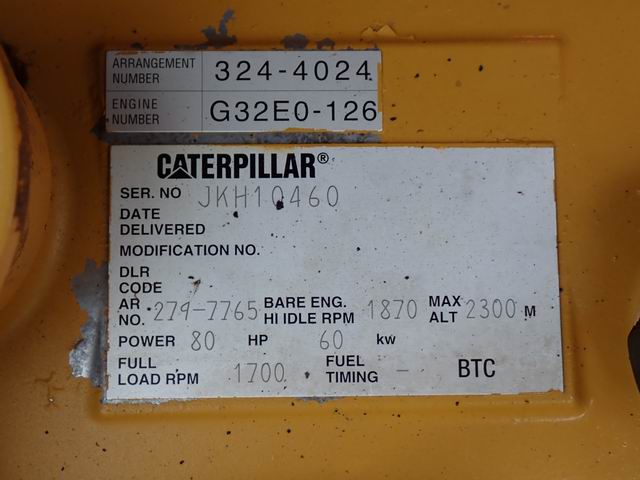 ARRANGEMENT NUMBER 324-4024
ENGINE NUMBER G32E0-126
CATERPILLAR®
SER. NO JKH10460
DATE
DELIVERED
MODIFICATION NO.
DLR
CODE
AR NO. 279-7765 BARE ENG. HI IDLE RPM 1870 MAX ALT 2300 M
POWER 80 HP 60 kw
FULL LOAD RPM 1700 FUEL TIMING - BTC